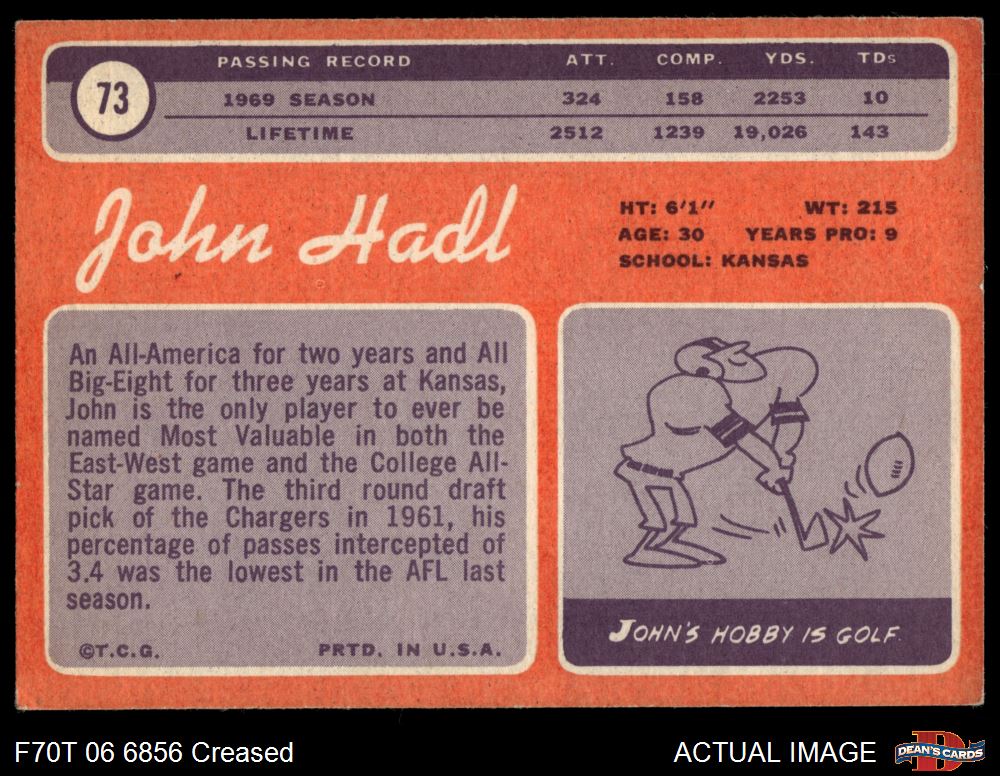 73
PASSING RECORD ATT. COMP. YDS. TDs
1969 SEASON 324 158 2253 10
LIFETIME 2512 1239 19,026 143
John Hadl
HT: 6'1" WT: 215
AGE: 30 YEARS PRO: 9
SCHOOL: KANSAS
An All-America for two years and All
Big-Eight for three years at Kansas,
John is the only player to ever be
named Most Valuable in both the
East-West game and the College All-
Star game. The third round draft
pick of the Chargers in 1961, his
percentage of passes intercepted of
3.4 was the lowest in the AFL last
season.
©T.C.G. PRTD. IN U.S.A.
JOHN'S HOBBY IS GOLF.
F70T 06 6856 Creased
ACTUAL IMAGE
D
DEAN'S CARDS